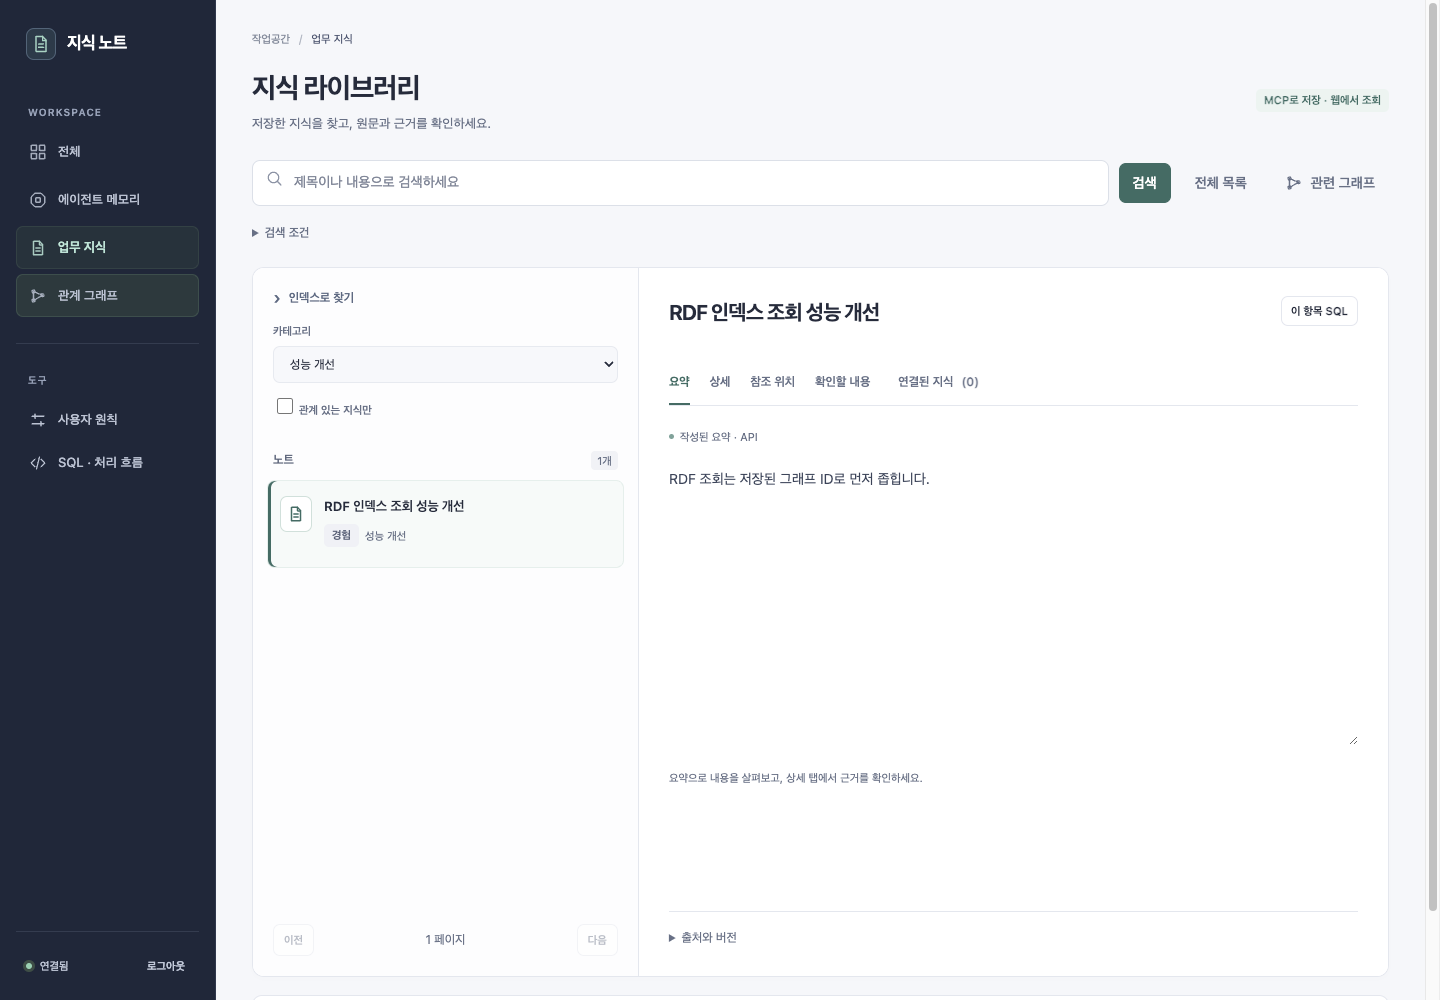 지식 노트
WORKSPACE
전체
에이전트 메모리
업무 지식
관계 그래프
도구
사용자 원칙
SQL · 처리 흐름
연결됨
로그아웃
작업공간 / 업무 지식
지식 라이브러리
저장한 지식을 찾고, 원문과 근거를 확인하세요.
MCP로 저장 · 웹에서 조회
제목이나 내용으로 검색하세요
검색
전체 목록
관련 그래프
검색 조건
인덱스로 찾기
카테고리
성능 개선
관계 있는 지식만
노트
1개
RDF 인덱스 조회 성능 개선
경험 성능 개선
이전
1 페이지
다음
RDF 인덱스 조회 성능 개선
이 항목 SQL
요약 상세 참조 위치 확인할 내용 연결된 지식 (0)
작성된 요약 · API
RDF 조회는 저장된 그래프 ID로 먼저 좁힙니다.
요약으로 내용을 살펴보고, 상세 탭에서 근거를 확인하세요.
출처와 버전